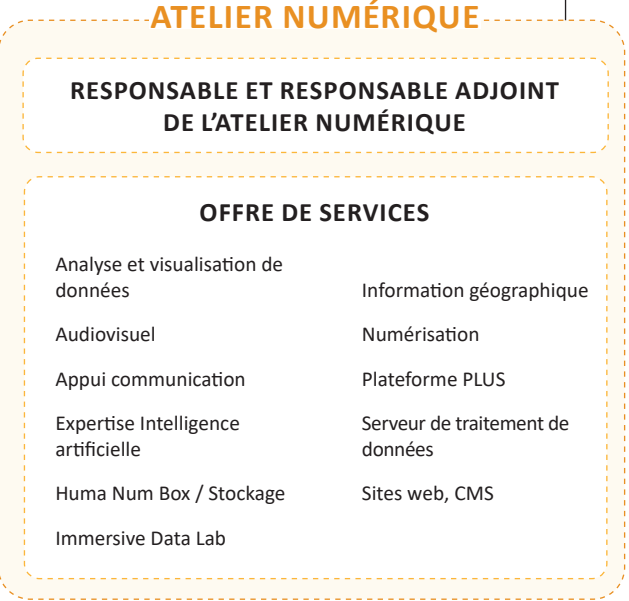 ATELIER NUMÉRIQUE
RESPONSABLE ET RESPONSABLE ADJOINT
DE L'ATELIER NUMÉRIQUE
OFFRE DE SERVICES
Analyse et visualisation de
données
Audiovisuel
Appui communication
Expertise Intelligence
artificielle
Huma Num Box / Stockage
Immersive Data Lab
Information géographique
Numérisation
Plateforme PLUS
Serveur de traitement de
données
Sites web, CMS